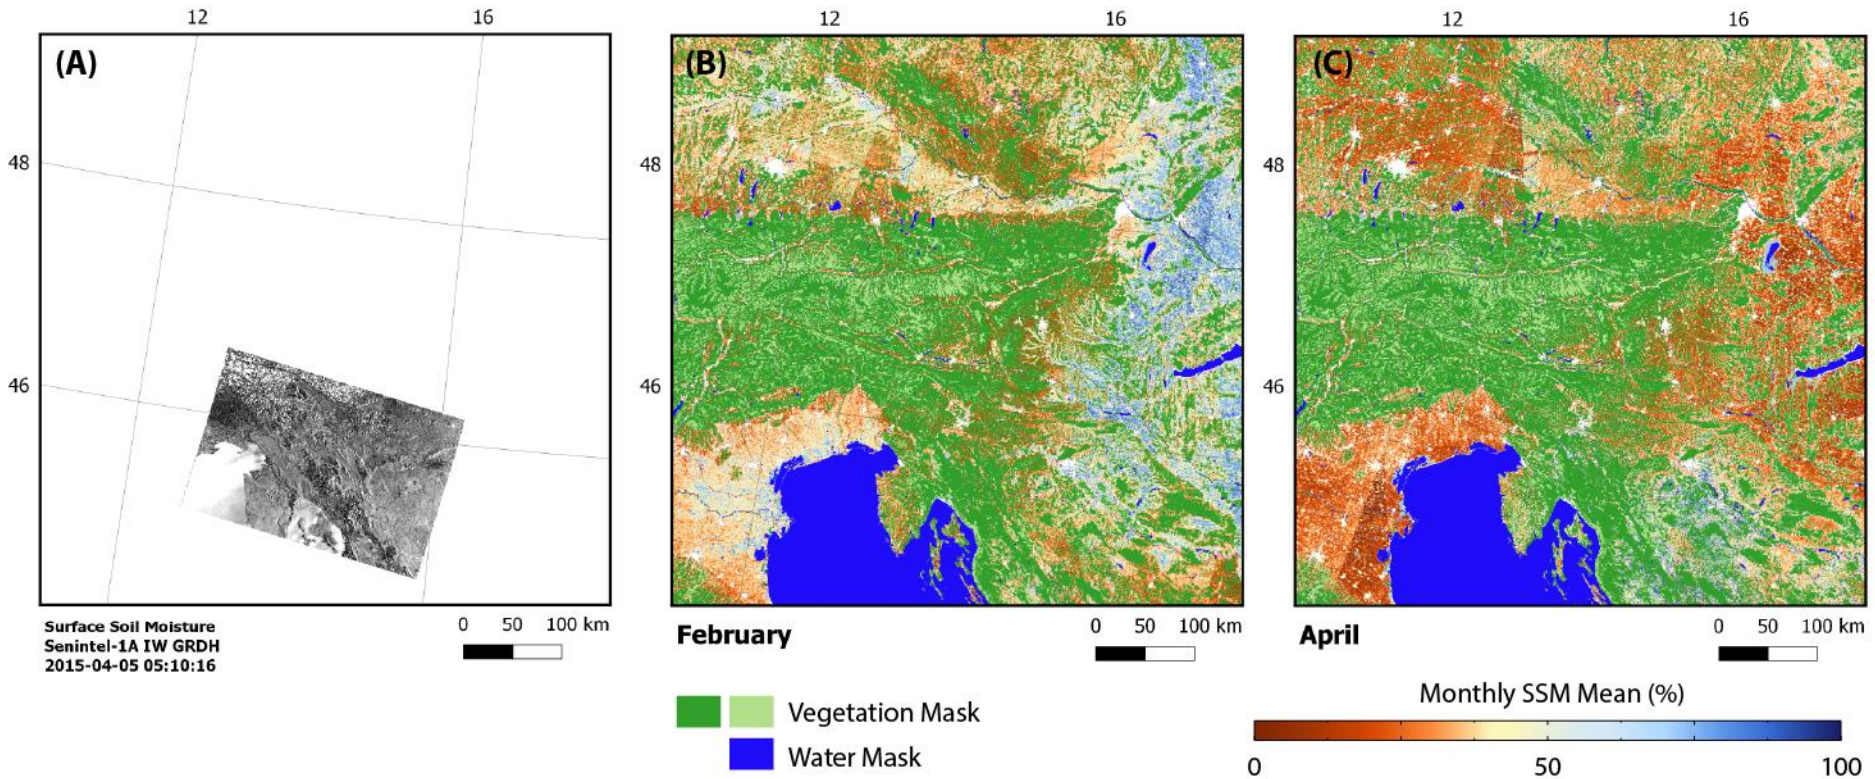 12 16
12 16
12 16
(A)
(B)
(C)
48
46
48
46
48
46
Surface Soil Moisture
Senintel-1A IW GRDH
2015-04-05 05:10:16
0 50 100 km
February
0 50 100 km
April
0 50 100 km
Vegetation Mask
Water Mask
Monthly SSM Mean (%)
0 50 100